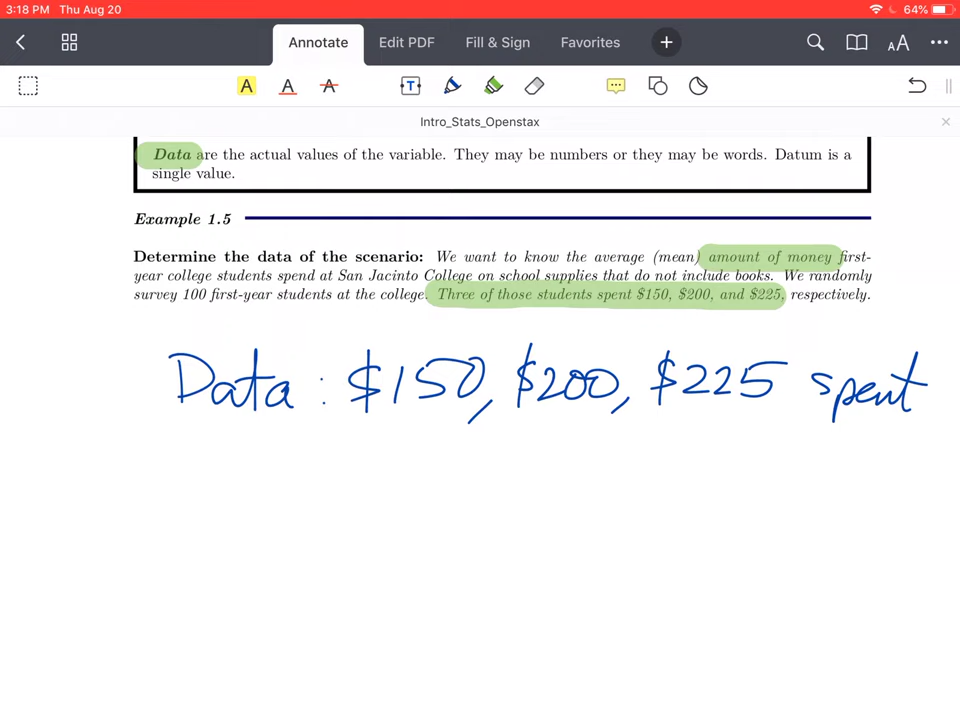 3:18 PM Thu Aug 20 64%
Annotate Edit PDF Fill & Sign Favorites + AA
A A A T
Intro_Stats_Openstax
Data are the actual values of the variable. They may be numbers or they may be words. Datum is a
single value.
Example 1.5
Determine the data of the scenario: We want to know the average (mean) amount of money first-
year college students spend at San Jacinto College on school supplies that do not include books. We randomly
survey 100 first-year students at the college. Three of those students spent $150, $200, and $225, respectively.
Data : $150, $200, $225 spent